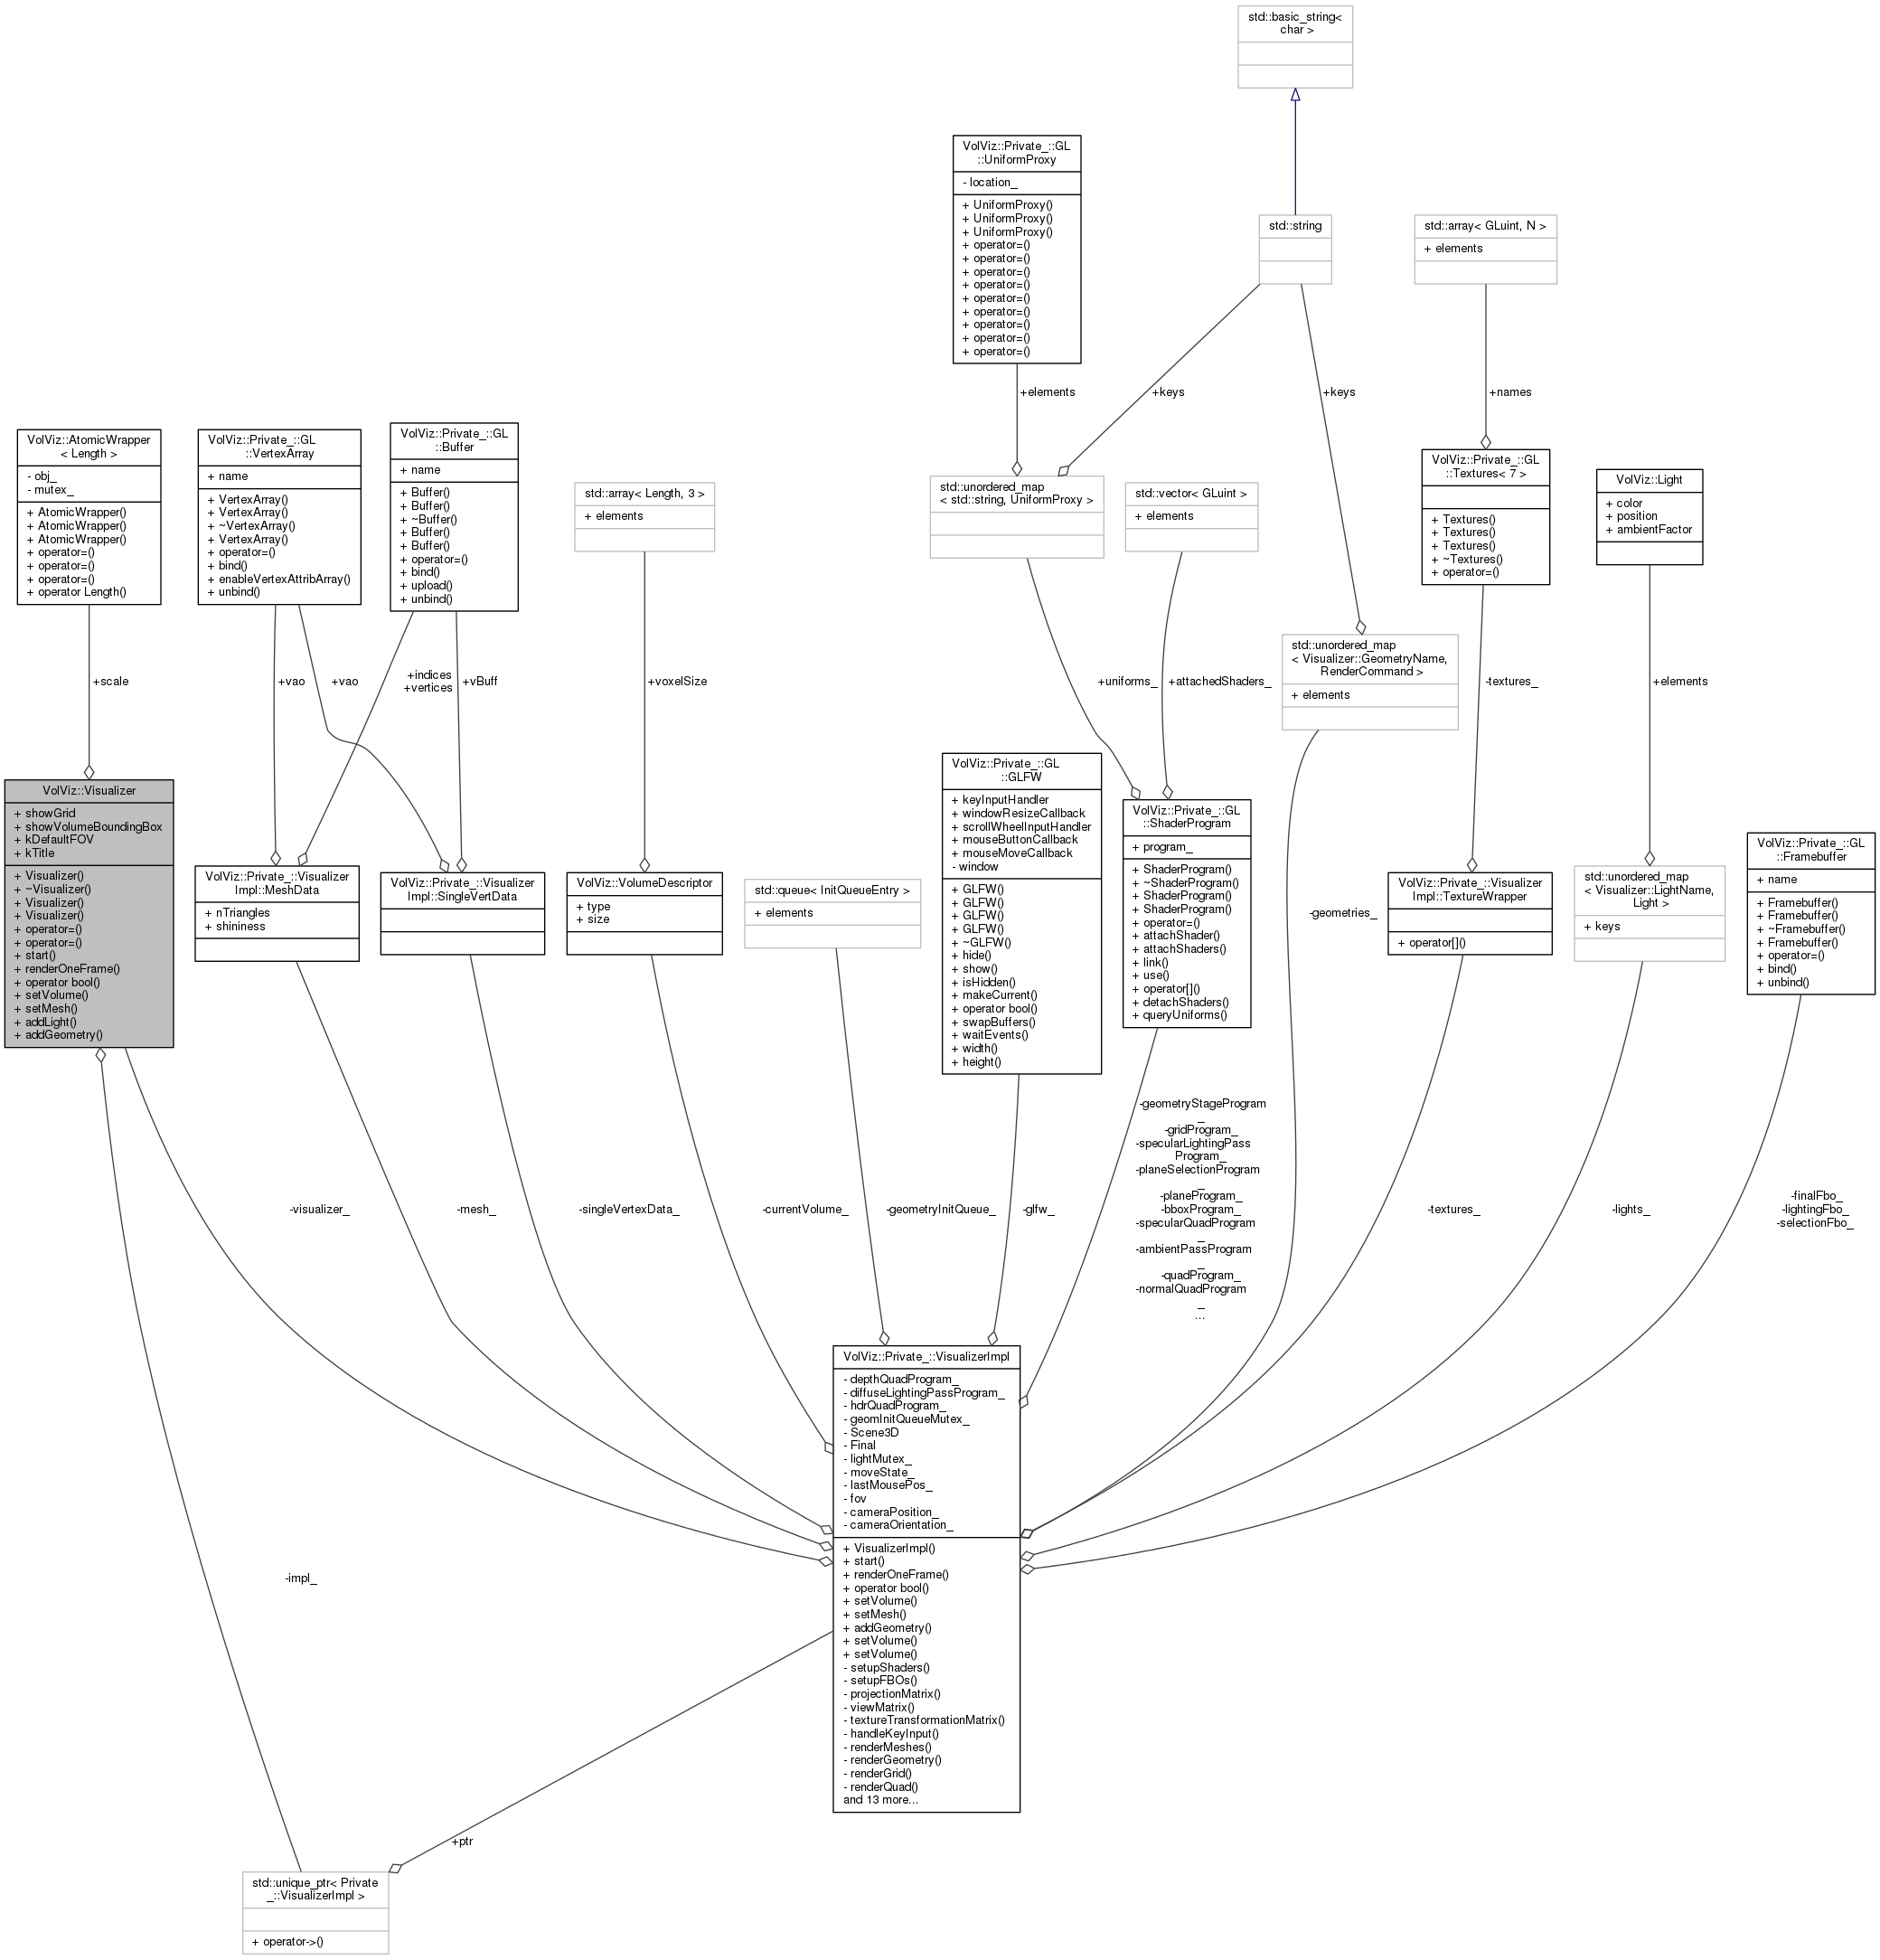 std::basic_string<
char >
VolViz::Private_::GL
::UniformProxy
- location_
+ UniformProxy()
+ UniformProxy()
+ UniformProxy()
+ operator=()
+ operator=()
+ operator=()
+ operator=()
+ operator=()
+ operator=()
+ operator=()
+ operator=()
+ operator=()
std::string
std::array< GLuint, N >
+ elements
+elements
+keys
+keys
+names
VolViz::AtomicWrapper
< Length >
- obj_
- mutex_
+ AtomicWrapper()
+ AtomicWrapper()
+ AtomicWrapper()
+ operator=()
+ operator=()
+ operator=()
+ operator Length()
VolViz::Private_::GL
::VertexArray
+ name
+ VertexArray()
+ VertexArray()
+ ~VertexArray()
+ VertexArray()
+ operator=()
+ bind()
+ enableVertexAttribArray()
+ unbind()
VolViz::Private_::GL
::Buffer
+ name
+ Buffer()
+ Buffer()
+ ~Buffer()
+ Buffer()
+ Buffer()
+ operator=()
+ bind()
+ upload()
+ unbind()
std::array< Length, 3 >
+ elements
std::unordered_map
< std::string, UniformProxy >
std::vector< GLuint >
+ elements
VolViz::Private_::GL
::Textures< 7 >
+ Textures()
+ Textures()
+ Textures()
+ ~Textures()
+ operator=()
VolViz::Light
+ color
+ position
+ ambientFactor
std::unordered_map
< Visualizer::GeometryName,
RenderCommand >
+ elements
+scale
+vao
+vao
+indices
+vertices
+vBuff
+voxelSize
+uniforms_
+attachedShaders_
-textures_
+elements
VolViz::Visualizer
+ showGrid
+ showVolumeBoundingBox
+ kDefaultFOV
+ kTitle
+ Visualizer()
+ ~Visualizer()
+ Visualizer()
+ Visualizer()
+ operator=()
+ operator=()
+ start()
+ renderOneFrame()
+ operator bool()
+ setVolume()
+ setMesh()
+ addLight()
+ addGeometry()
VolViz::Private_::Visualizer
Impl::MeshData
+ nTriangles
+ shininess
VolViz::Private_::Visualizer
Impl::SingleVertData
VolViz::VolumeDescriptor
+ type
+ size
std::queue< InitQueueEntry >
+ elements
VolViz::Private_::GL
::GLFW
+ keyInputHandler
+ windowResizeCallback
+ scrollWheelInputHandler
+ mouseButtonCallback
+ mouseMoveCallback
- window
+ GLFW()
+ GLFW()
+ GLFW()
+ GLFW()
+ ~GLFW()
+ hide()
+ show()
+ isHidden()
+ makeCurrent()
+ operator bool()
+ swapBuffers()
+ waitEvents()
+ width()
+ height()
VolViz::Private_::GL
::ShaderProgram
+ program_
+ ShaderProgram()
+ ~ShaderProgram()
+ ShaderProgram()
+ ShaderProgram()
+ operator=()
+ attachShader()
+ attachShaders()
+ link()
+ use()
+ operator[]()
+ detachShaders()
+ queryUniforms()
-geometries_
VolViz::Private_::Visualizer
Impl::TextureWrapper
+ operator[]()
std::unordered_map
< Visualizer::LightName,
Light >
+ keys
VolViz::Private_::GL
::Framebuffer
+ name
+ Framebuffer()
+ Framebuffer()
+ ~Framebuffer()
+ Framebuffer()
+ operator=()
+ bind()
+ unbind()
-visualizer_
-mesh_
-singleVertexData_
-currentVolume_
-geometryInitQueue_
-glfw_
-geometryStageProgram
_
-gridProgram_
-specularLightingPass
Program_
-planeSelectionProgram
_
-planeProgram_
-bboxProgram_
-specularQuadProgram
_
-ambientPassProgram
_
-quadProgram_
-normalQuadProgram
_
...
-textures_
-lights_
-finalFbo_
-lightingFbo_
-selectionFbo_
VolViz::Private_::VisualizerImpl
- depthQuadProgram_
- diffuseLightingPassProgram_
- hdrQuadProgram_
- geomInitQueueMutex_
- Scene3D
- Final
- lightMutex_
- moveState_
- lastMousePos_
- fov
- cameraPosition_
- cameraOrientation_
+ VisualizerImpl()
+ start()
+ renderOneFrame()
+ operator bool()
+ setVolume()
+ setMesh()
+ addGeometry()
+ setVolume()
+ setVolume()
- setupShaders()
- setupFBOs()
- projectionMatrix()
- viewMatrix()
- textureTransformationMatrix()
- handleKeyInput()
- renderMeshes()
- renderGeometry()
- renderGrid()
- renderQuad()
and 13 more...
-impl_
+ptr
std::unique_ptr< Private
_::VisualizerImpl >
+ operator->()